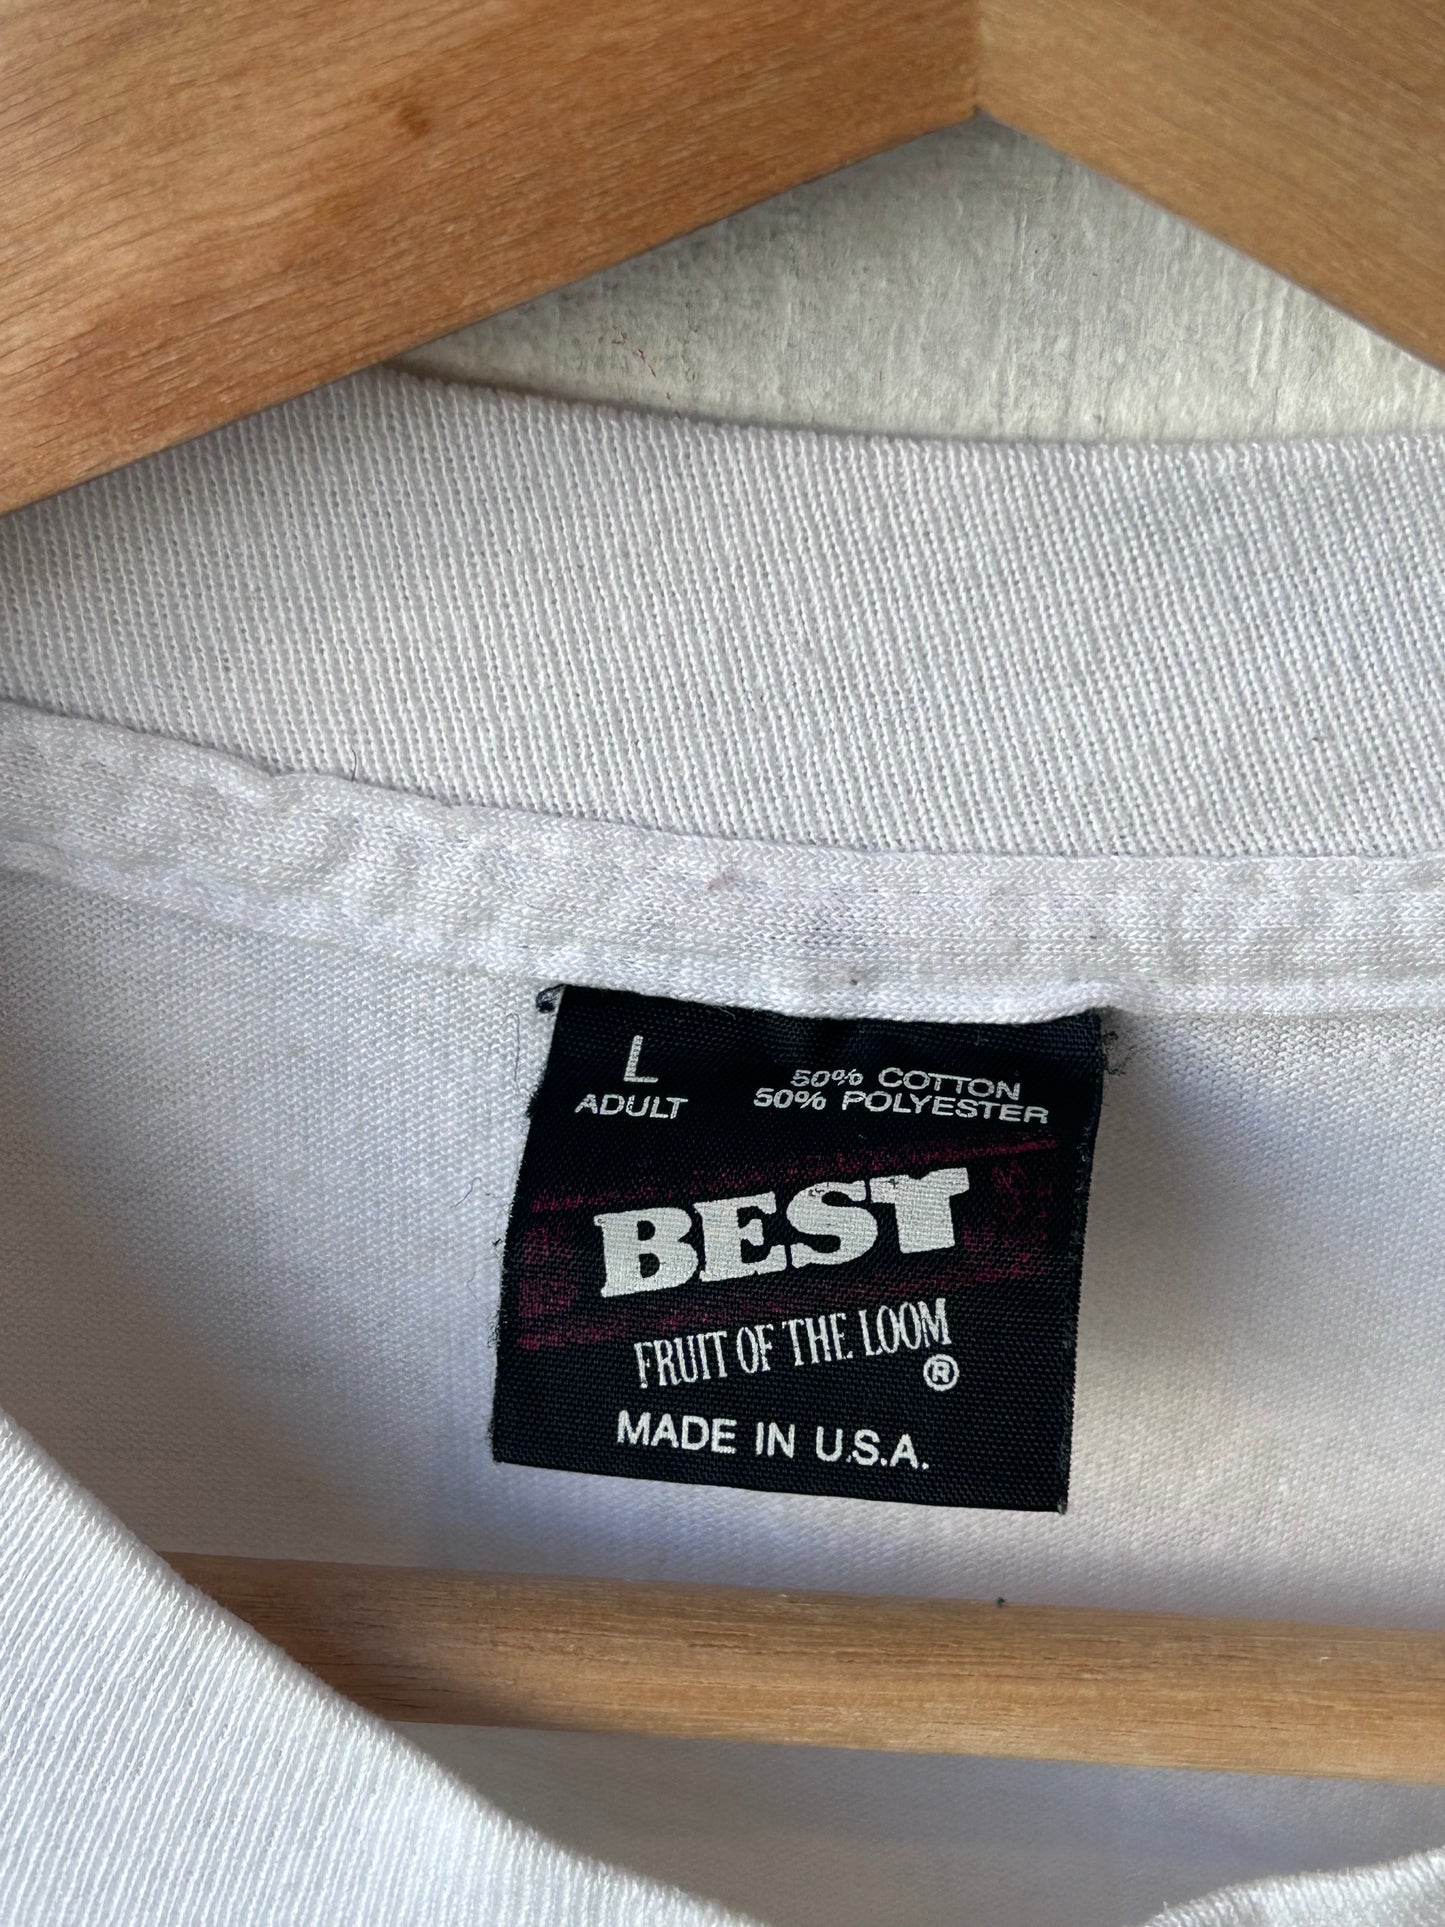 L
ADULT
50% COTTON
50% POLYESTER
BEST
FRUIT OF THE LOOM
®
MADE IN U.S.A.